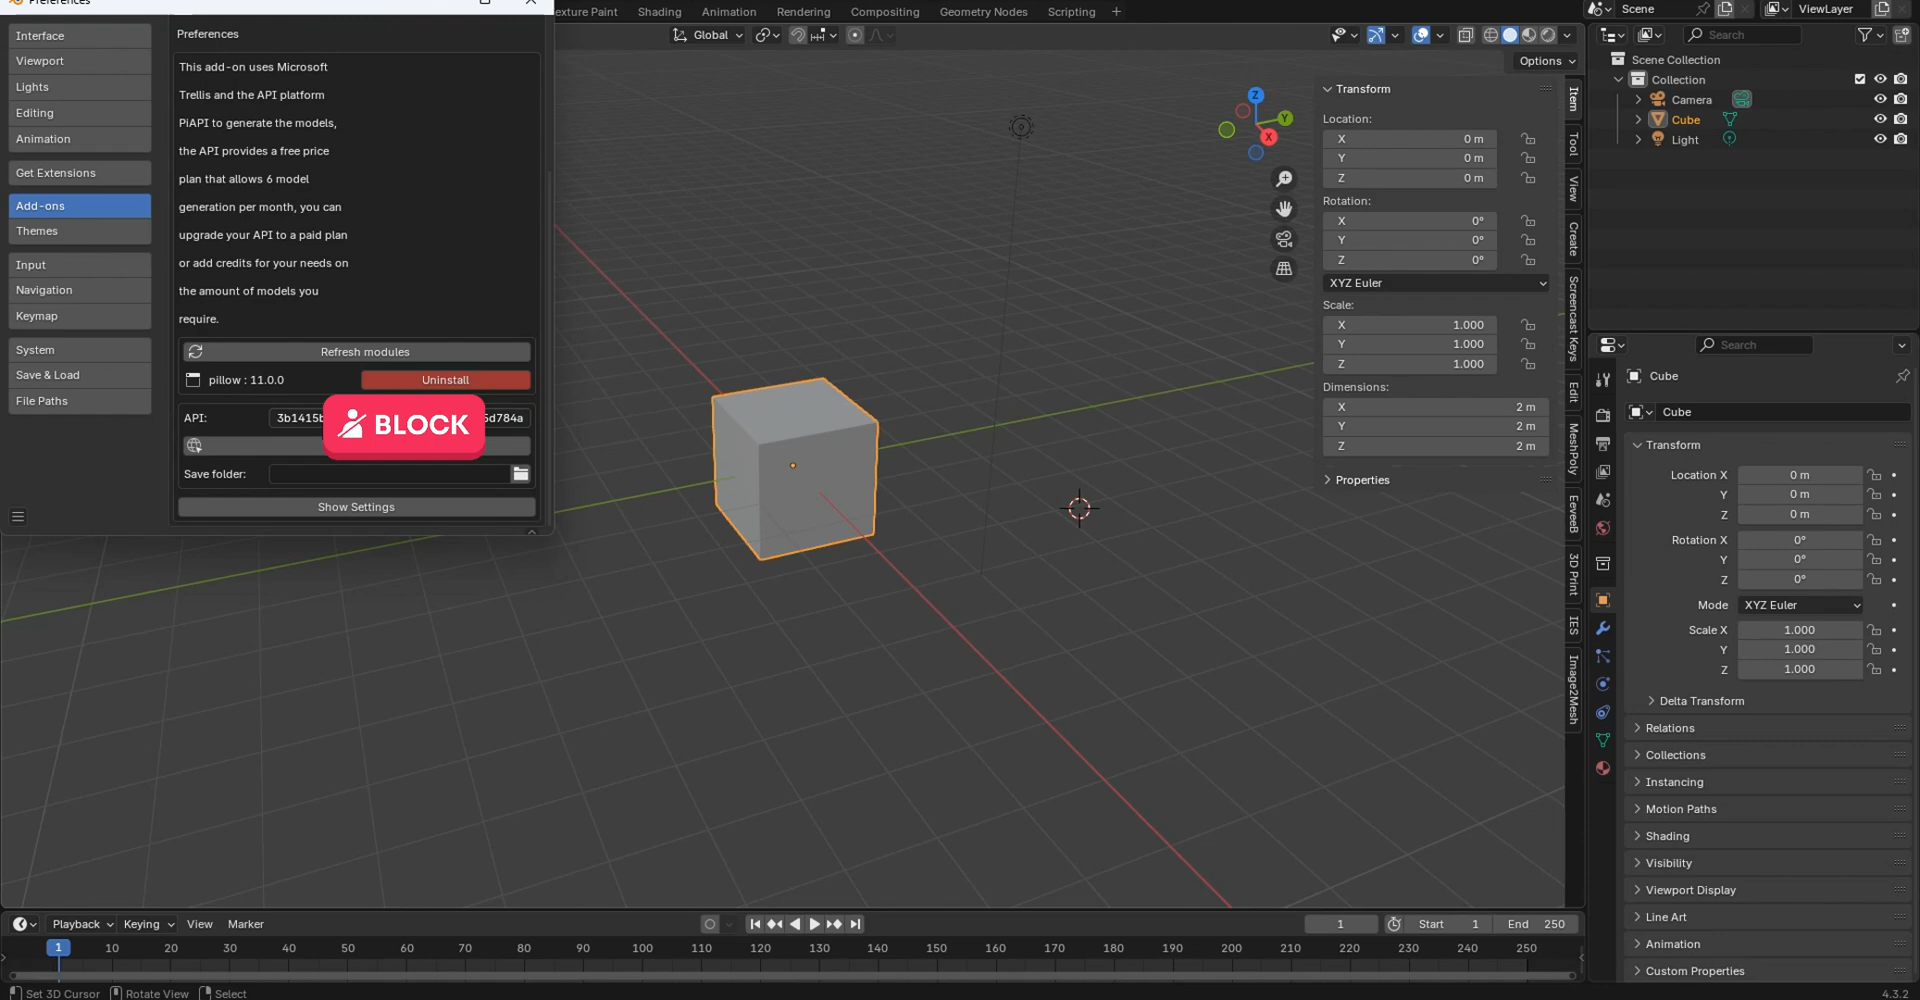 Preferences
Texture Paint
Shading
Animation
Rendering
Compositing
Geometry Nodes
Scripting
+
Scene
ViewLayer
Interface
Viewport
Lights
Editing
Animation
Get Extensions
Add-ons
Themes
Input
Navigation
Keymap
System
Save & Load
File Paths
Preferences
This add-on uses Microsoft
Trellis and the API platform
PiAPI to generate the models,
the API provides a free price
plan that allows 6 model
generation per month, you can
upgrade your API to a paid plan
or add credits for your needs on
the amount of models you
require.
Refresh modules
pillow : 11.0.0
Uninstall
API:
3b1415b
5d784a
BLOCK
Save folder:
Show Settings
Global
Options
Z
Y
X
Transform
Location:
X 0 m
Y 0 m
Z 0 m
Rotation:
X 0°
Y 0°
Z 0°
XYZ Euler
Scale:
X 1.000
Y 1.000
Z 1.000
Dimensions:
X 2 m
Y 2 m
Z 2 m
Properties
Item
Tool
View
Create
Screencast Keys
Edit
MeshPoly
EeveeB
3D Print
IES
Image2Mesh
Search
Scene Collection
Collection
Camera
Cube
Light
Search
Cube
Cube
Transform
Location X 0 m
Y 0 m
Z 0 m
Rotation X 0°
Y 0°
Z 0°
Mode XYZ Euler
Scale X 1.000
Y 1.000
Z 1.000
Delta Transform
Relations
Collections
Instancing
Motion Paths
Shading
Visibility
Viewport Display
Line Art
Animation
Custom Properties
Playback
Keying
View
Marker
1
Start 1
End 250
1 10 20 30 40 50 60 70 80 90 100 110 120 130 140 150 160 170 180 190 200 210 220 230 240 250
Set 3D Cursor
Rotate View
Select
4.3.2